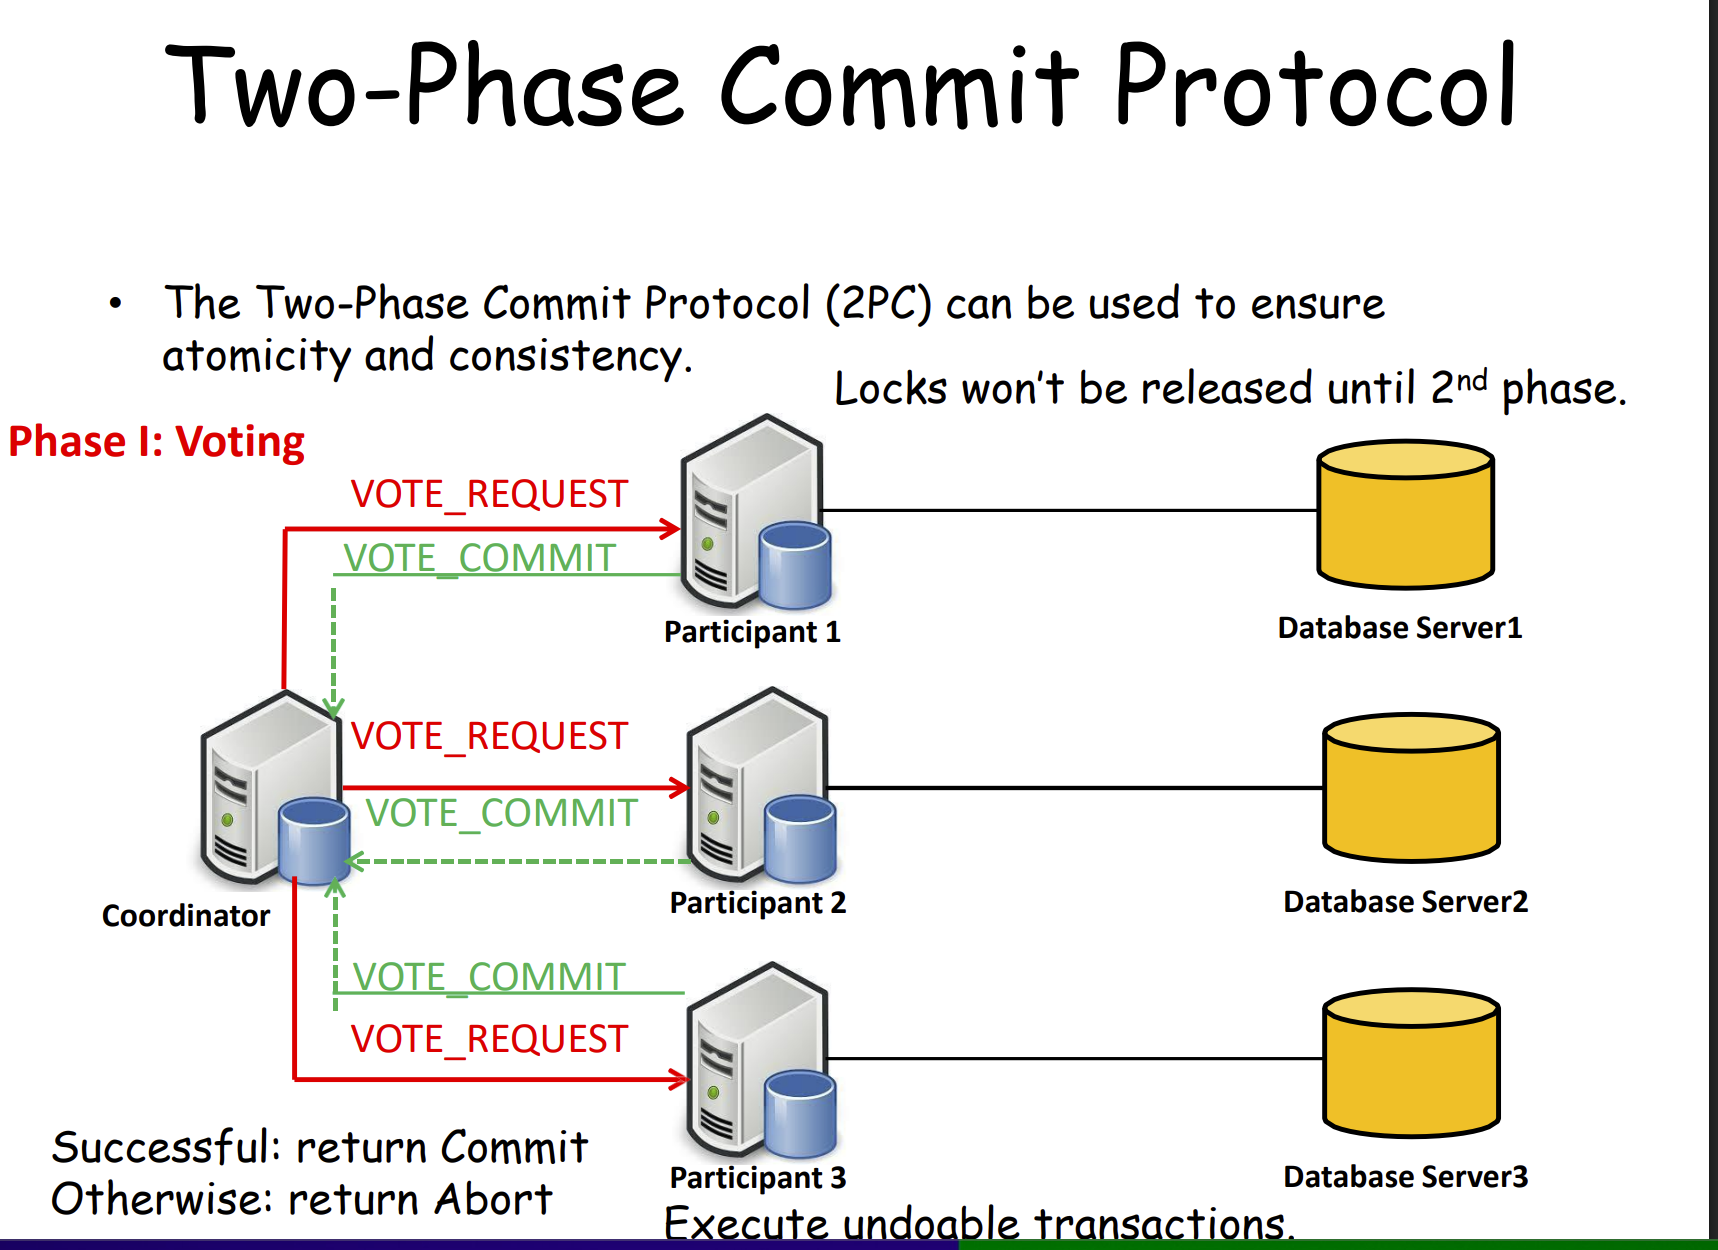 Two-Phase Commit Protocol
• The Two-Phase Commit Protocol (2PC) can be used to ensure
atomicity and consistency.
Locks won't be released until 2nd phase.
Phase I: Voting
VOTE_REQUEST
VOTE_COMMIT
Participant 1
Database Server1
VOTE_REQUEST
VOTE_COMMIT
Coordinator
Participant 2
Database Server2
VOTE_COMMIT
VOTE_REQUEST
Successful: return Commit
Otherwise: return Abort
Participant 3
Database Server3
Execute undoable transactions.